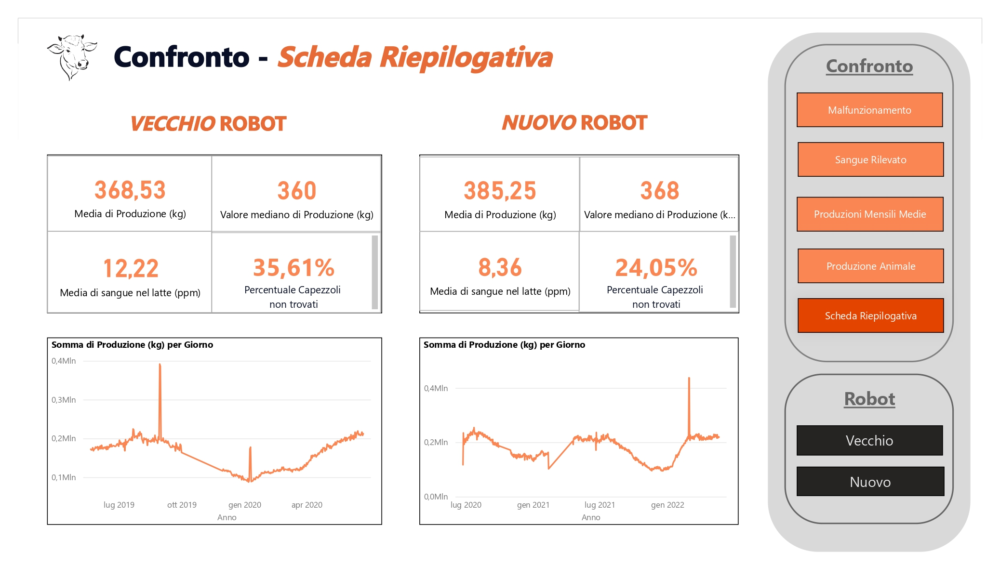 Confronto - Scheda Riepilogativa
VECCHIO ROBOT
368,53
Media di Produzione (kg)
360
Valore mediano di Produzione (kg)
12,22
Media di sangue nel latte (ppm)
35,61%
Percentuale Capezzoli
non trovati
Somma di Produzione (kg) per Giorno
0,4Mln
0,3Mln
0,2Mln
0,1Mln
lug 2019
ott 2019
gen 2020
apr 2020
Anno
NUOVO ROBOT
385,25
Media di Produzione (kg)
368
Valore mediano di Produzione (k...
8,36
Media di sangue nel latte (ppm)
24,05%
Percentuale Capezzoli
non trovati
Somma di Produzione (kg) per Giorno
0,4Mln
0,2Mln
0,0Mln
lug 2020
gen 2021
lug 2021
gen 2022
Anno
Confronto
Malfunzionamento
Sangue Rilevato
Produzioni Mensili Medie
Produzione Animale
Scheda Riepilogativa
Robot
Vecchio
Nuovo